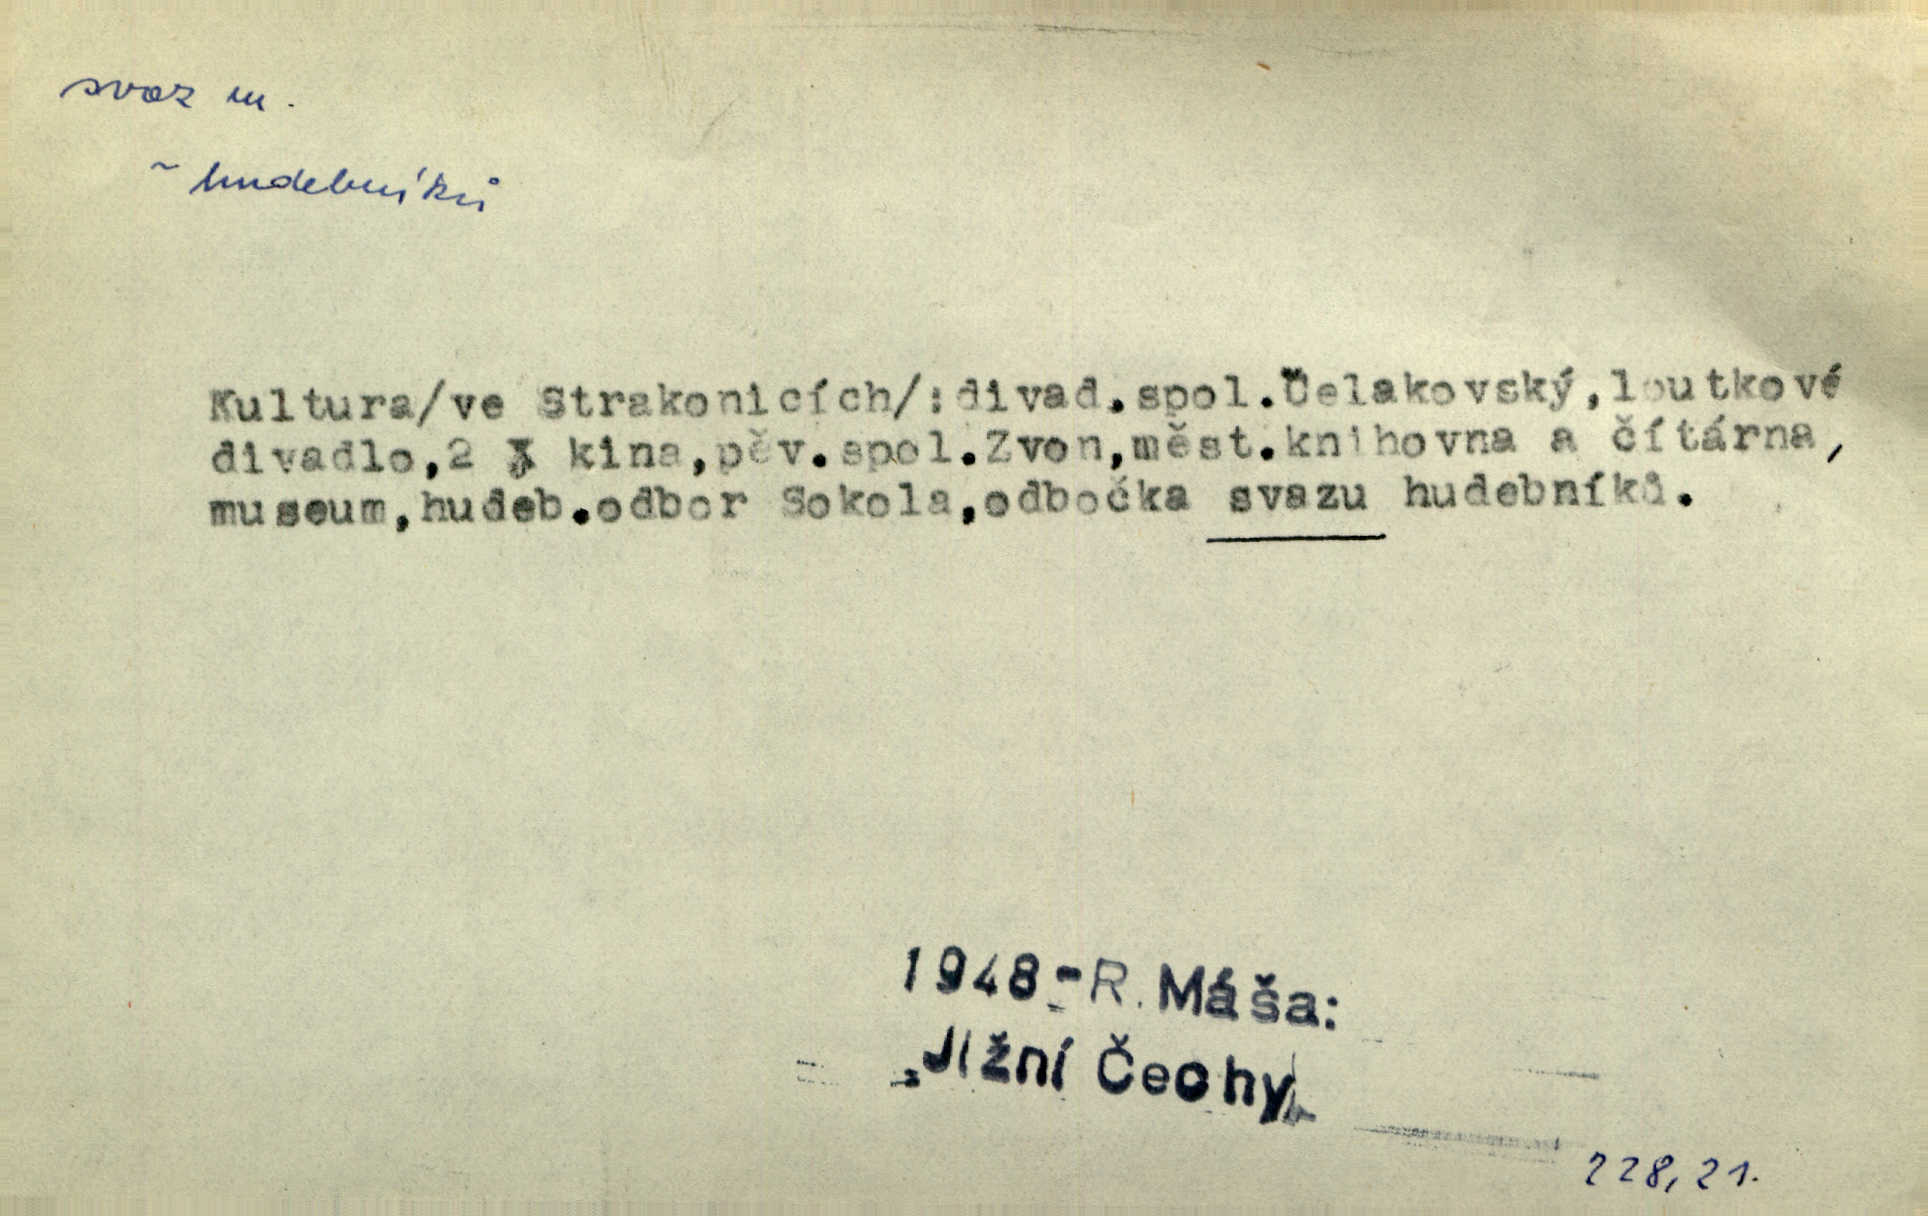 svaz m.
~ hudebníků
Kultura/ve Strakonicích/:divad.spol.Čelakovský,loutkové
divadlo,2 kina,pěv.spol.Zvon,měst.knihovna a čítárna,
museum,hudeb.odbor Sokola,odbočka svazu hudebníků.
1948-R. Máša:
Jižní Čechy
228,21.